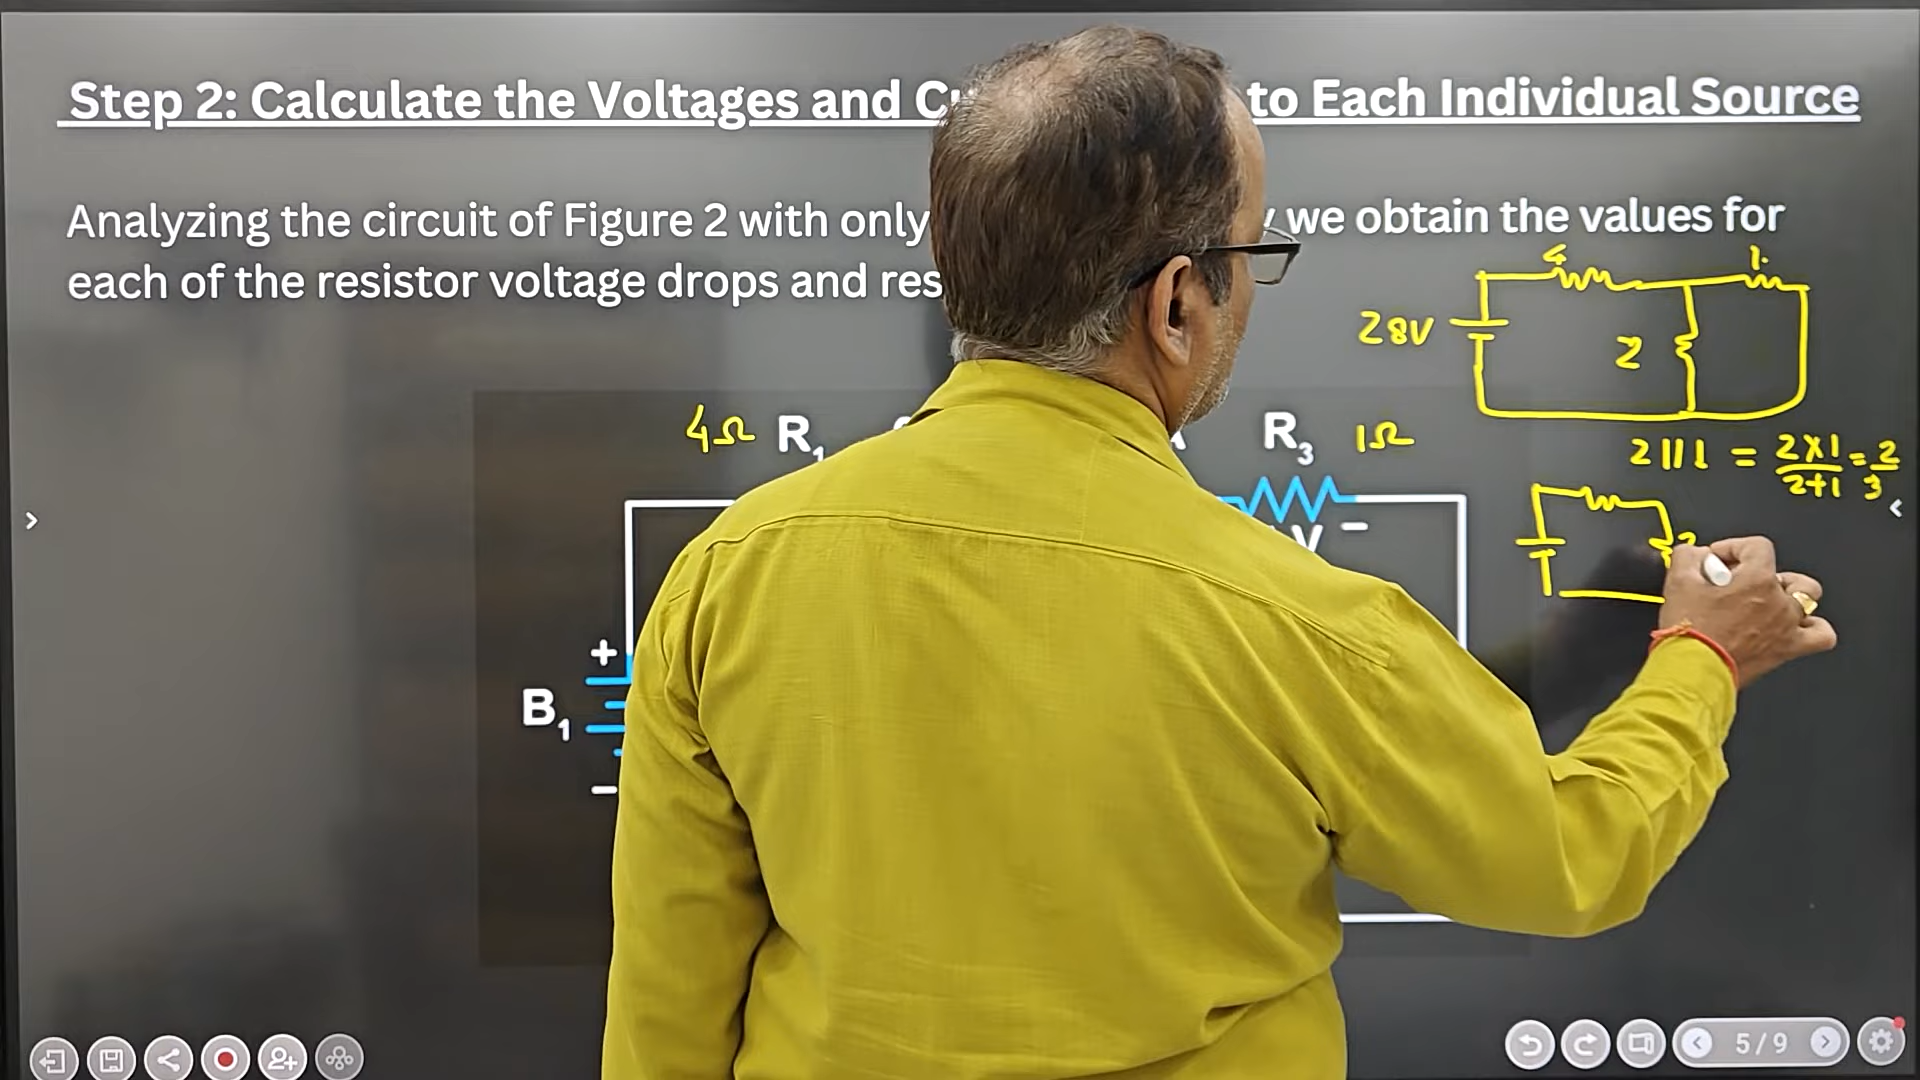 Step 2: Calculate the Voltages and Cu to Each Individual Source
Analyzing the circuit of Figure 2 with only we obtain the values for
each of the resistor voltage drops and res
4 1
28V
2
4Ω R1 R3 1Ω
2 || 1 = 2X1/2+1 = 2/3
V −
+
B1
−
5 / 9